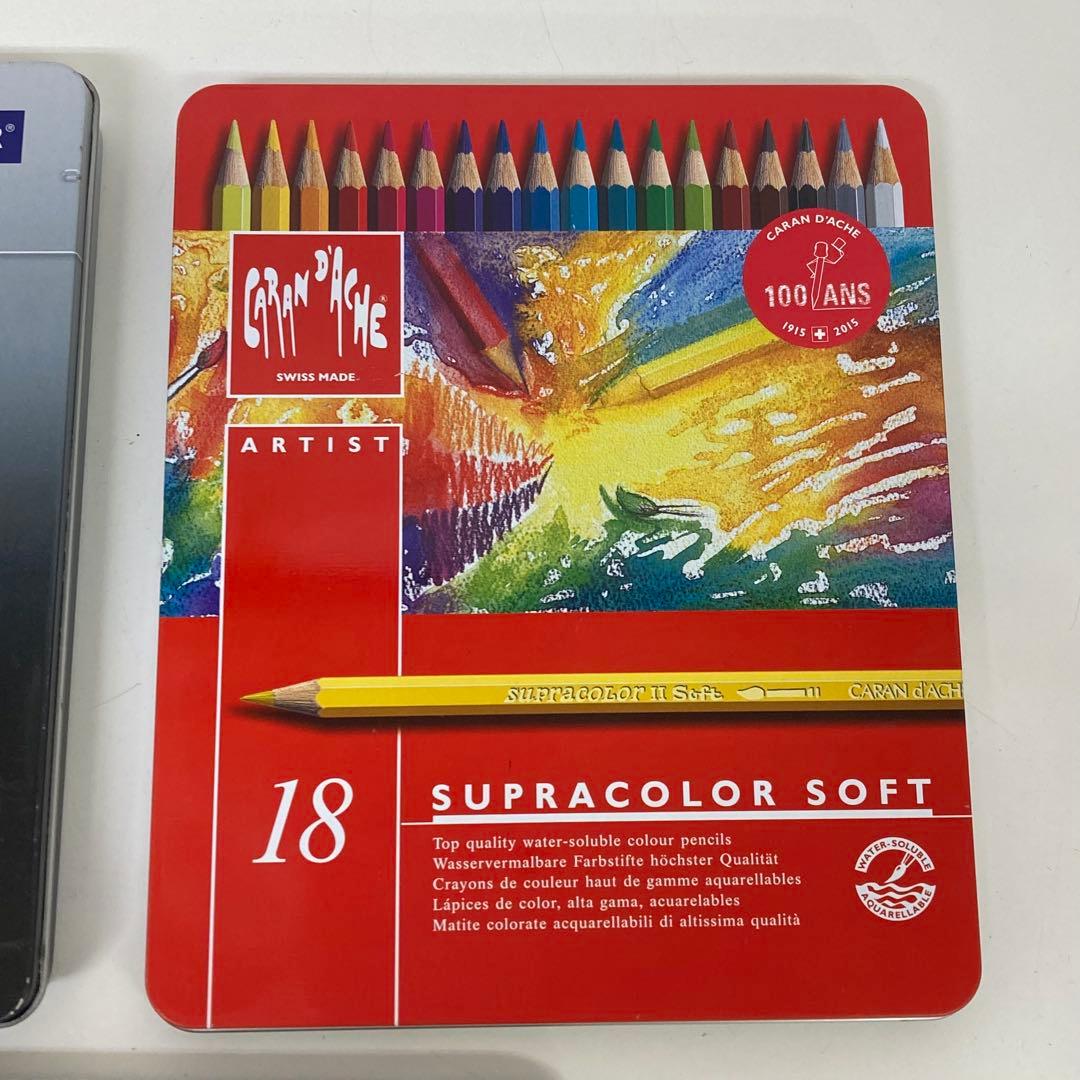 R®
CARAN D'ACHE
100 ANS
1915 2015
CARAN D'ACHE®
SWISS MADE
ARTIST
supracolor II Soft CARAN d'ACH
18
SUPRACOLOR SOFT
Top quality water-soluble colour pencils
Wasservermalbare Farbstifte höchster Qualität
Crayons de couleur haut de gamme aquarellables
Lápices de color, alta gama, acuarelables
Matite colorate acquarellabili di altissima qualità
WATER-SOLUBLE
AQUARELLABLE